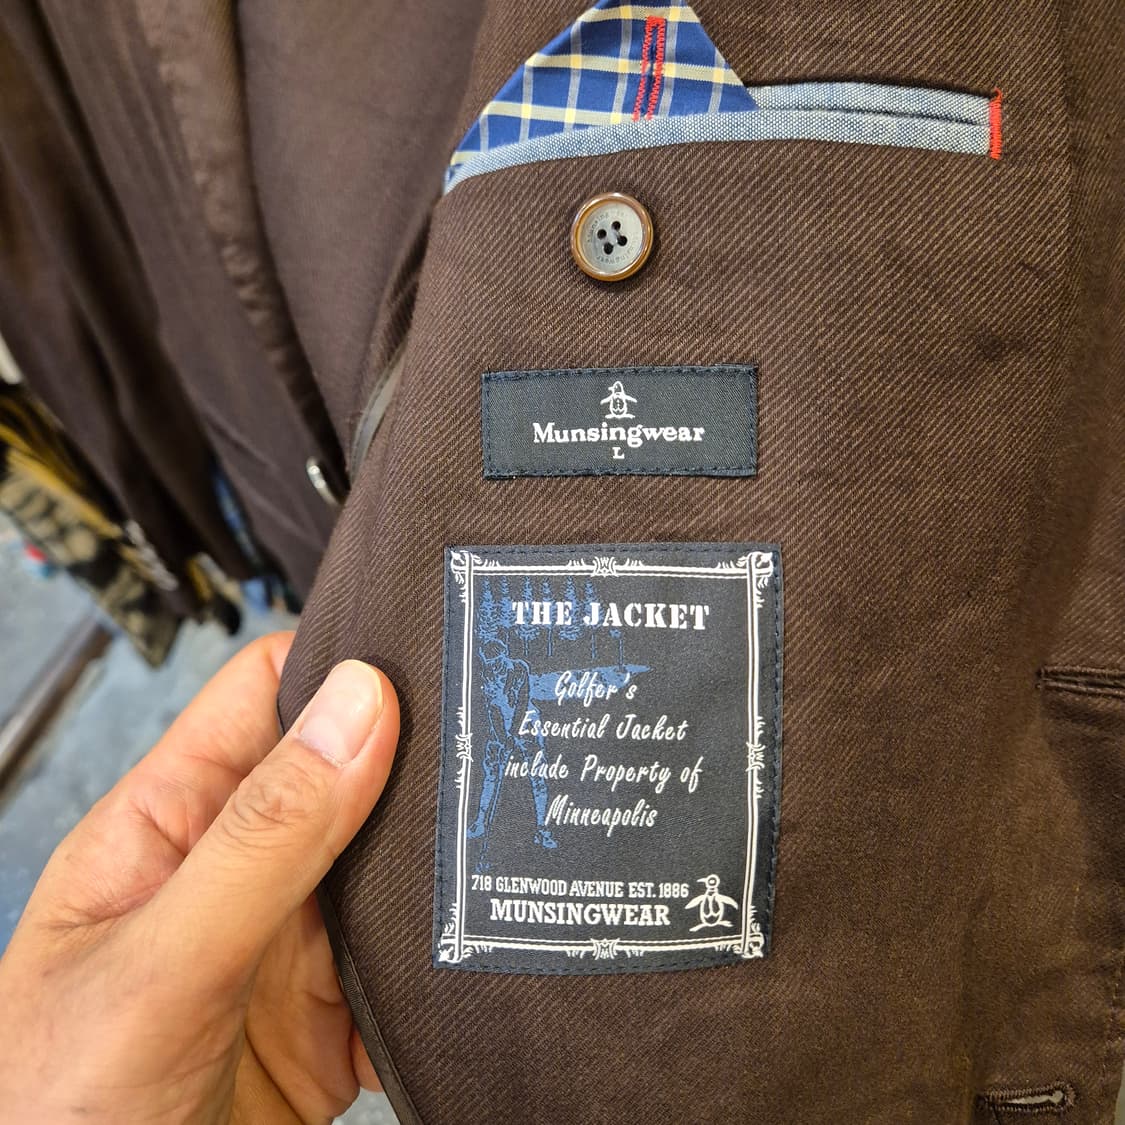 Munsingwear
L
THE JACKET
Golfer's
Essential Jacket
include Property of
Minneapolis
718 GLENWOOD AVENUE EST. 1886
MUNSINGWEAR